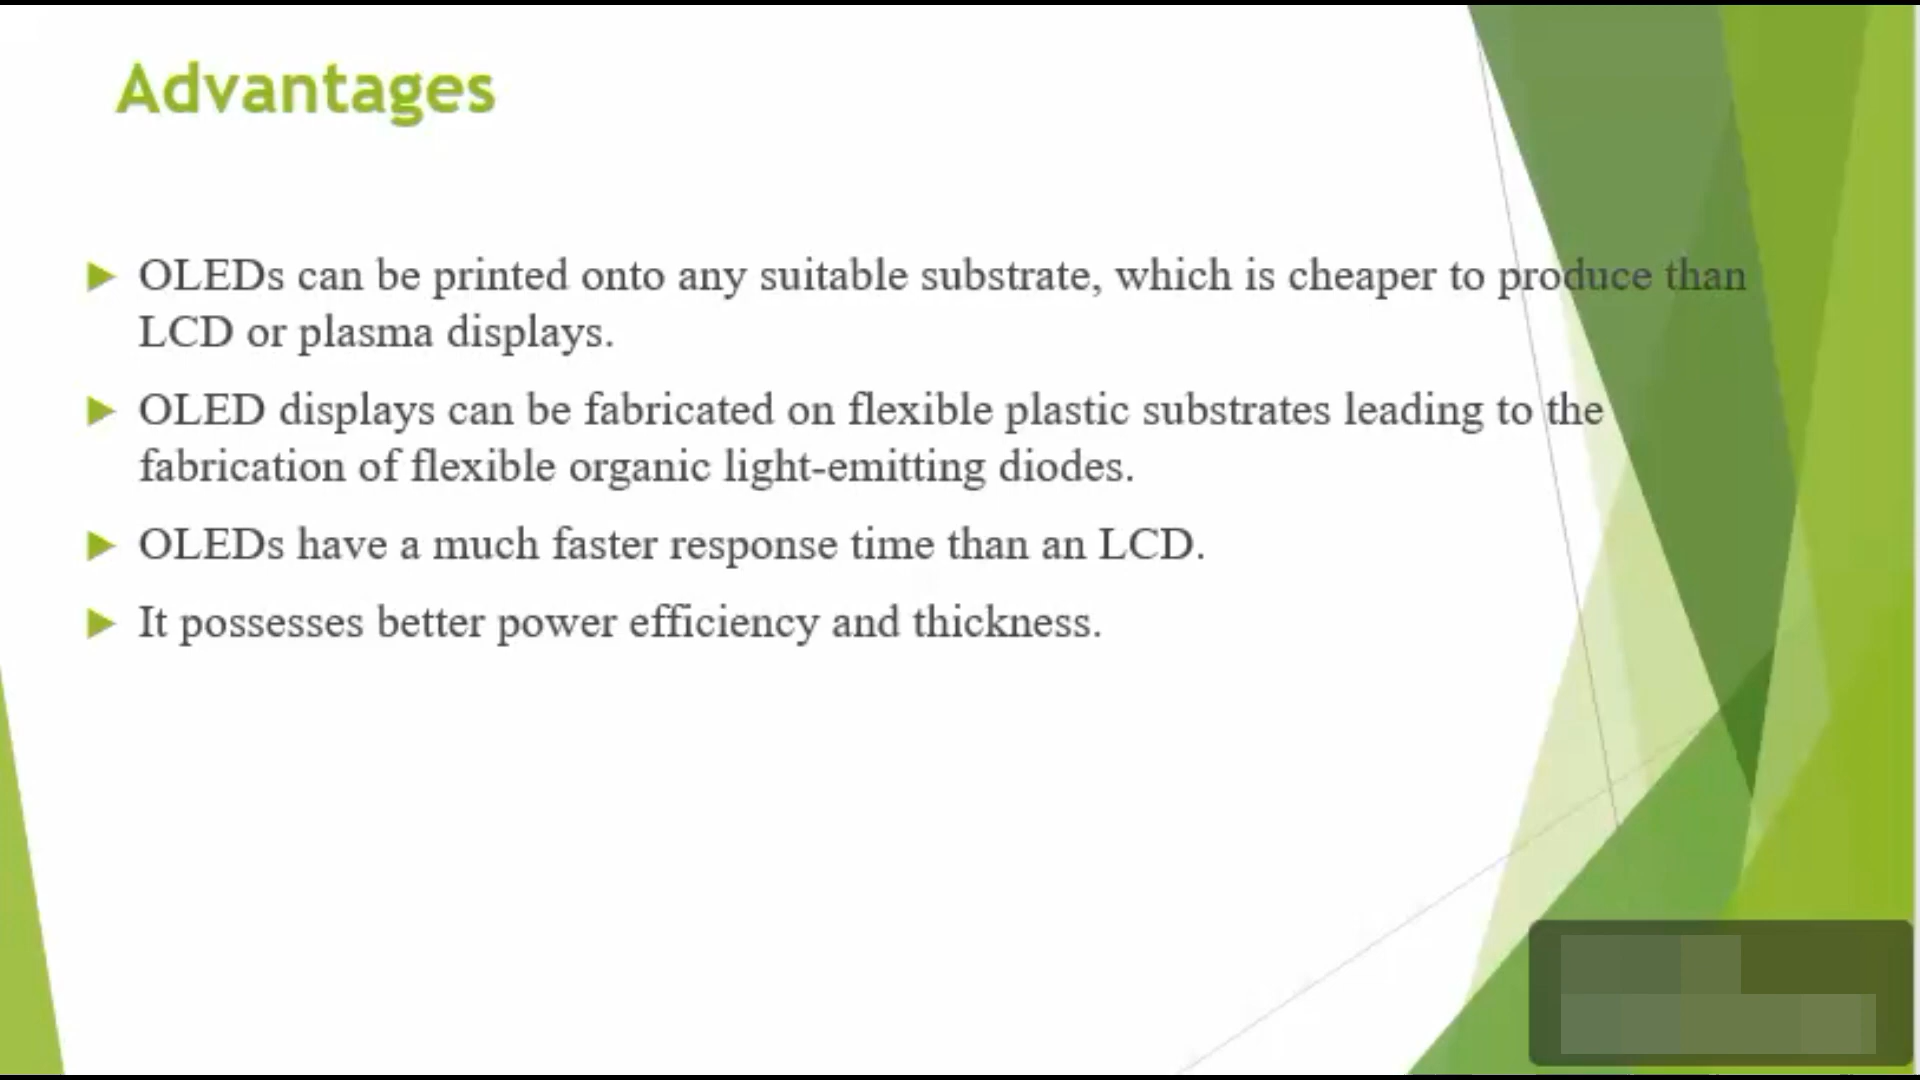 Advantages
OLEDs can be printed onto any suitable substrate, which is cheaper to produce than
LCD or plasma displays.
OLED displays can be fabricated on flexible plastic substrates leading to the
fabrication of flexible organic light-emitting diodes.
OLEDs have a much faster response time than an LCD.
It possesses better power efficiency and thickness.